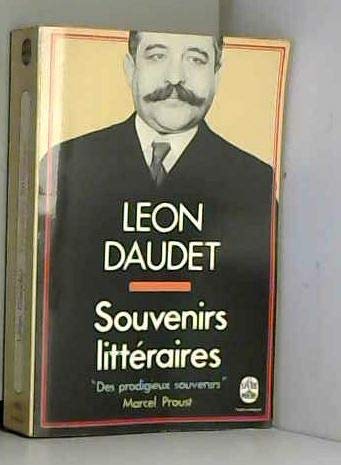 LEON
DAUDET
Souvenirs
littéraires
"Des prodigieux souvenirs"
Marcel Proust